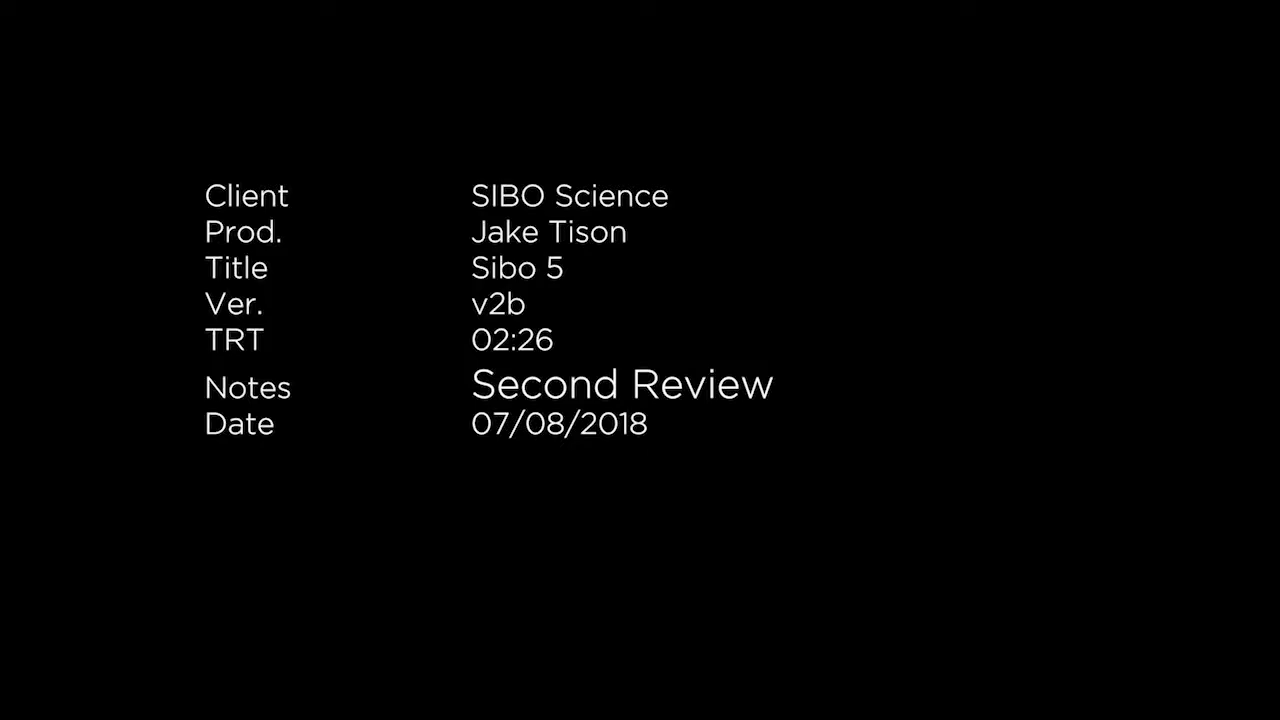 Client SIBO Science
Prod. Jake Tison
Title Sibo 5
Ver. v2b
TRT 02:26
Notes Second Review
Date 07/08/2018